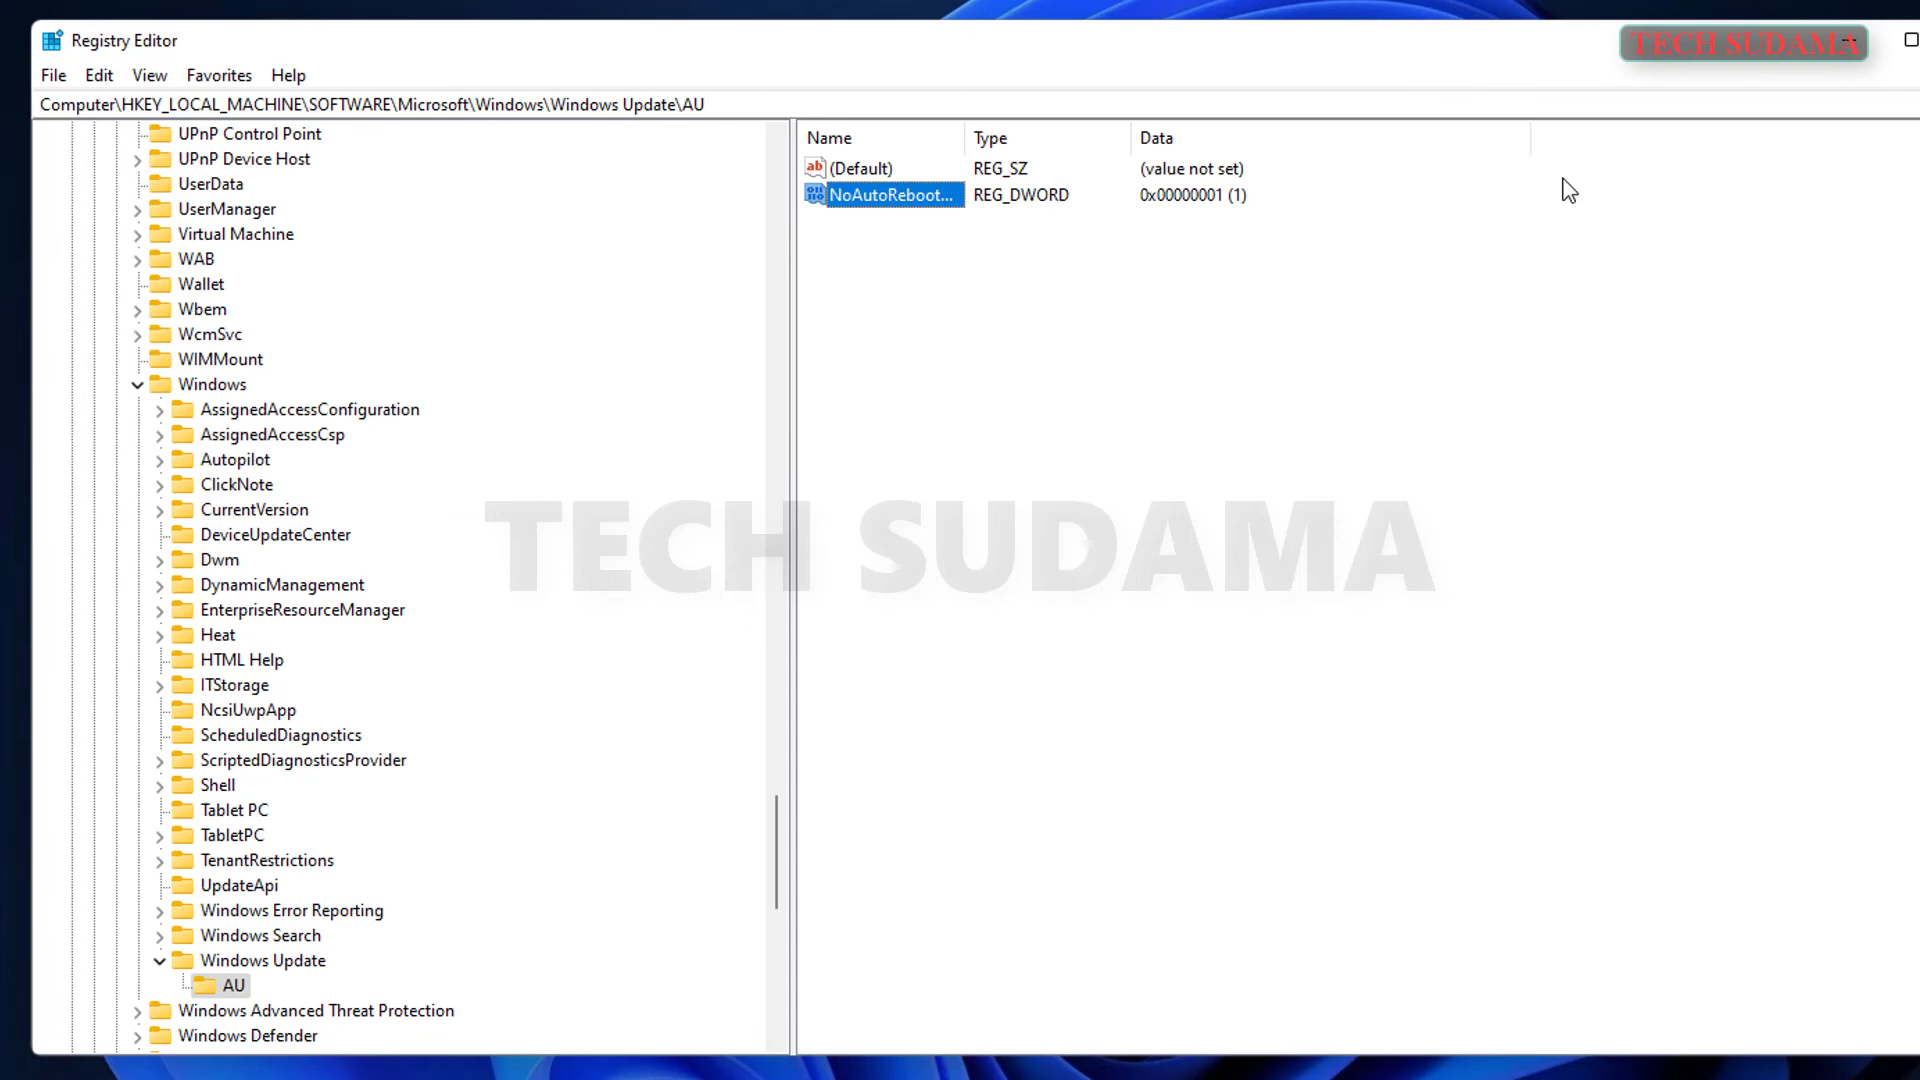 Registry Editor
TECH SUDAMA
File Edit View Favorites Help
Computer\HKEY_LOCAL_MACHINE\SOFTWARE\Microsoft\Windows\Windows Update\AU
UPnP Control Point
UPnP Device Host
UserData
UserManager
Virtual Machine
WAB
Wallet
Wbem
WcmSvc
WIMMount
Windows
AssignedAccessConfiguration
AssignedAccessCsp
Autopilot
ClickNote
CurrentVersion
DeviceUpdateCenter
Dwm
DynamicManagement
EnterpriseResourceManager
Heat
HTML Help
ITStorage
NcsiUwpApp
ScheduledDiagnostics
ScriptedDiagnosticsProvider
Shell
Tablet PC
TabletPC
TenantRestrictions
UpdateApi
Windows Error Reporting
Windows Search
Windows Update
AU
Windows Advanced Threat Protection
Windows Defender
Name Type Data
(Default) REG_SZ (value not set)
NoAutoReboot... REG_DWORD 0x00000001 (1)
TECH SUDAMA